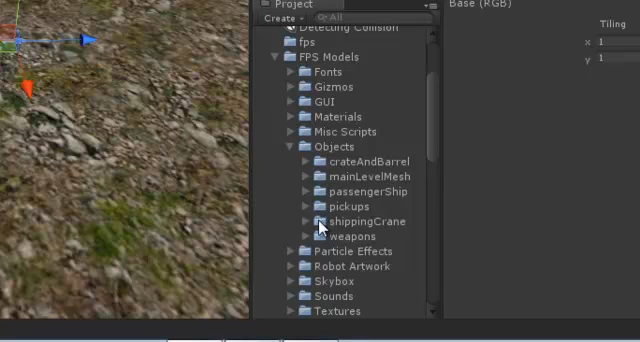 Project
Base (RGB)
Create
All
Tiling
Detecting Collision
fps
x 1
FPS Models
y 1
Fonts
Gizmos
GUI
Materials
Misc Scripts
Objects
crateAndBarrel
mainLevelMesh
passengerShip
pickups
shippingCrane
weapons
Particle Effects
Robot Artwork
Skybox
Sounds
Textures